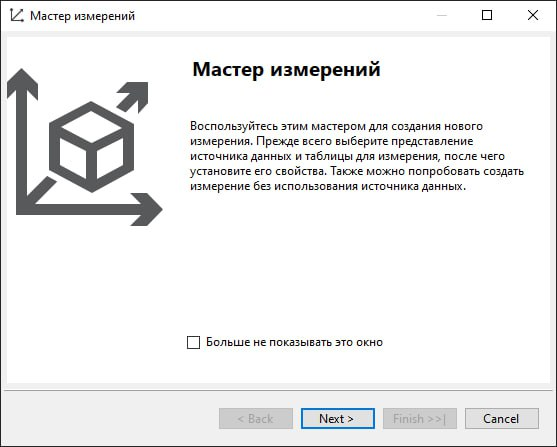 Мастер измерений
Мастер измерений
Воспользуйтесь этим мастером для создания нового
измерения. Прежде всего выберите представление
источника данных и таблицы для измерения, после чего
установите его свойства. Также можно попробовать создать
измерение без использования источника данных.
Больше не показывать это окно
< Back
Next >
Finish >>|
Cancel